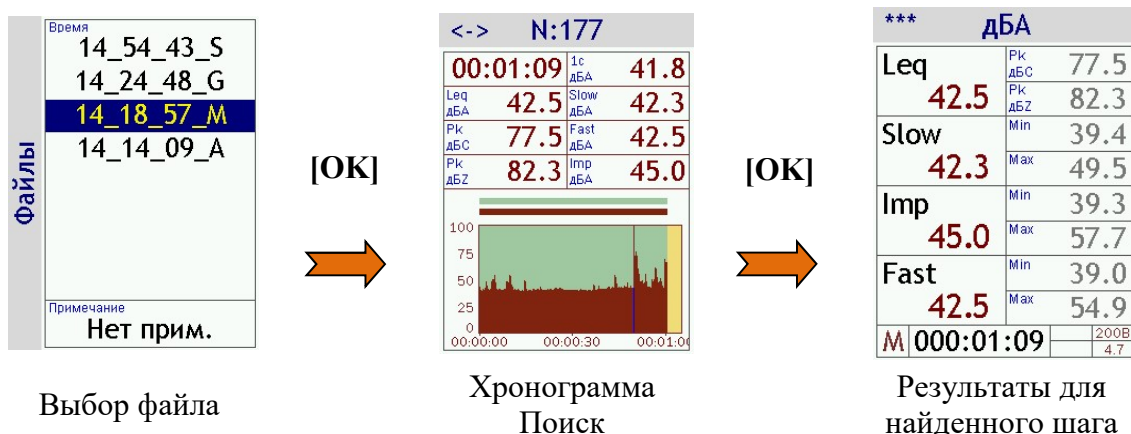 Файлы
Время
14_54_43_S
14_24_48_G
14_18_57_M
14_14_09_A
Примечание
Нет прим.
Выбор файла
[OK]
<-> N:177
00:01:09 1с дБА 41.8
Leq дБА 42.5 Slow дБА 42.3
Pk дБС 77.5 Fast дБА 42.5
Pk дБZ 82.3 Imp дБА 45.0
100
75
50
25
0
00:00:00 00:00:30 00:01:00
Хронограмма
Поиск
[OK]
*** дБА
Leq 42.5 Pk дБС 77.5
Pk дБZ 82.3
Slow 42.3 Min 39.4
Max 49.5
Imp 45.0 Min 39.3
Max 57.7
Fast 42.5 Min 39.0
Max 54.9
M 000:01:09 200В
4.7
Результаты для
найденного шага